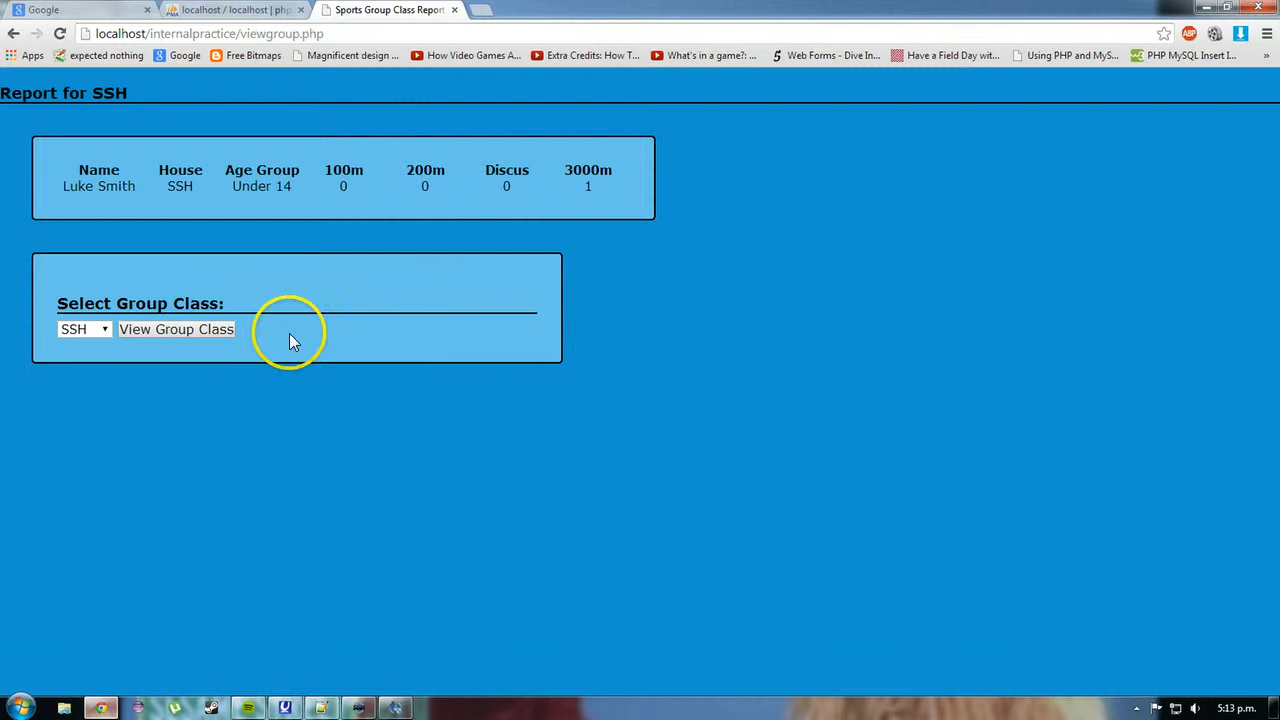 Google
localhost / localhost | php
Sports Group Class Report
localhost/internalpractice/viewgroup.php
ABP
Apps
expected nothing
Google
Free Bitmaps
Magnificent design ...
How Video Games A...
Extra Credits: How T...
What's in a game?: ...
Web Forms - Dive In...
Have a Field Day wit...
Using PHP and MyS...
PHP MySQL Insert I...
»
Report for SSH
Name House Age Group 100m 200m Discus 3000m
Luke Smith SSH Under 14 0 0 0 1
Select Group Class:
SSH View Group Class
5:13 p.m.